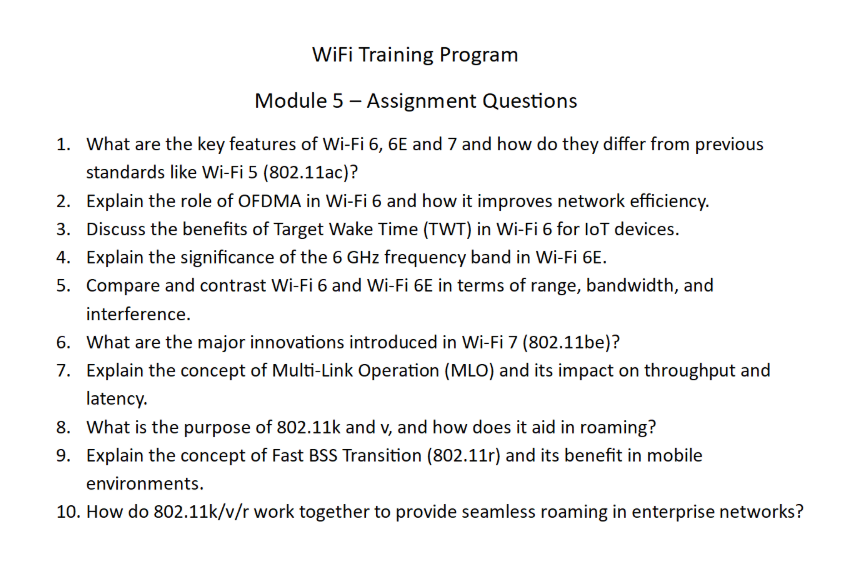 WiFi Training Program
Module 5 – Assignment Questions
1. What are the key features of Wi-Fi 6, 6E and 7 and how do they differ from previous
standards like Wi-Fi 5 (802.11ac)?
2. Explain the role of OFDMA in Wi-Fi 6 and how it improves network efficiency.
3. Discuss the benefits of Target Wake Time (TWT) in Wi-Fi 6 for IoT devices.
4. Explain the significance of the 6 GHz frequency band in Wi-Fi 6E.
5. Compare and contrast Wi-Fi 6 and Wi-Fi 6E in terms of range, bandwidth, and
interference.
6. What are the major innovations introduced in Wi-Fi 7 (802.11be)?
7. Explain the concept of Multi-Link Operation (MLO) and its impact on throughput and
latency.
8. What is the purpose of 802.11k and v, and how does it aid in roaming?
9. Explain the concept of Fast BSS Transition (802.11r) and its benefit in mobile
environments.
10. How do 802.11k/v/r work together to provide seamless roaming in enterprise networks?